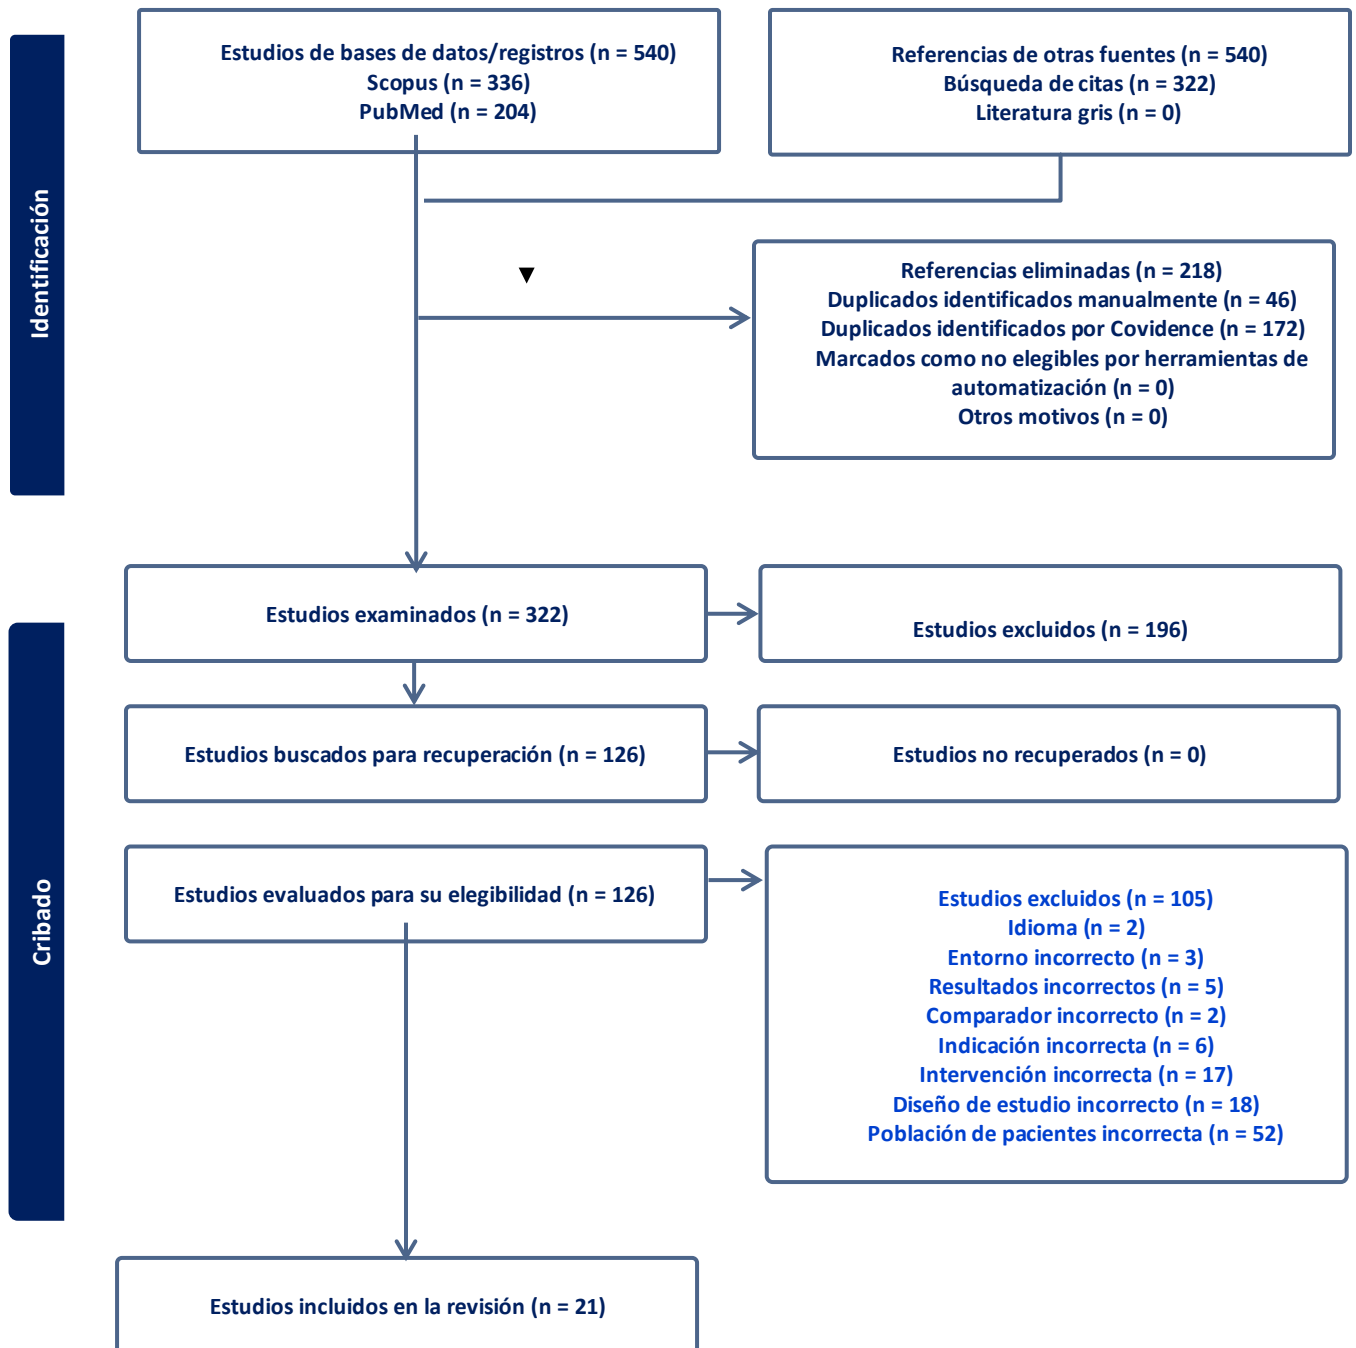 Identificación
Estudios de bases de datos/registros (n = 540)
Scopus (n = 336)
PubMed (n = 204)
Referencias de otras fuentes (n = 540)
Búsqueda de citas (n = 322)
Literatura gris (n = 0)
Referencias eliminadas (n = 218)
Duplicados identificados manualmente (n = 46)
Duplicados identificados por Covidence (n = 172)
Marcados como no elegibles por herramientas de
automatización (n = 0)
Otros motivos (n = 0)
Cribado
Estudios examinados (n = 322)
Estudios excluidos (n = 196)
Estudios buscados para recuperación (n = 126)
Estudios no recuperados (n = 0)
Estudios evaluados para su elegibilidad (n = 126)
Estudios excluidos (n = 105)
Idioma (n = 2)
Entorno incorrecto (n = 3)
Resultados incorrectos (n = 5)
Comparador incorrecto (n = 2)
Indicación incorrecta (n = 6)
Intervención incorrecta (n = 17)
Diseño de estudio incorrecto (n = 18)
Población de pacientes incorrecta (n = 52)
Estudios incluidos en la revisión (n = 21)